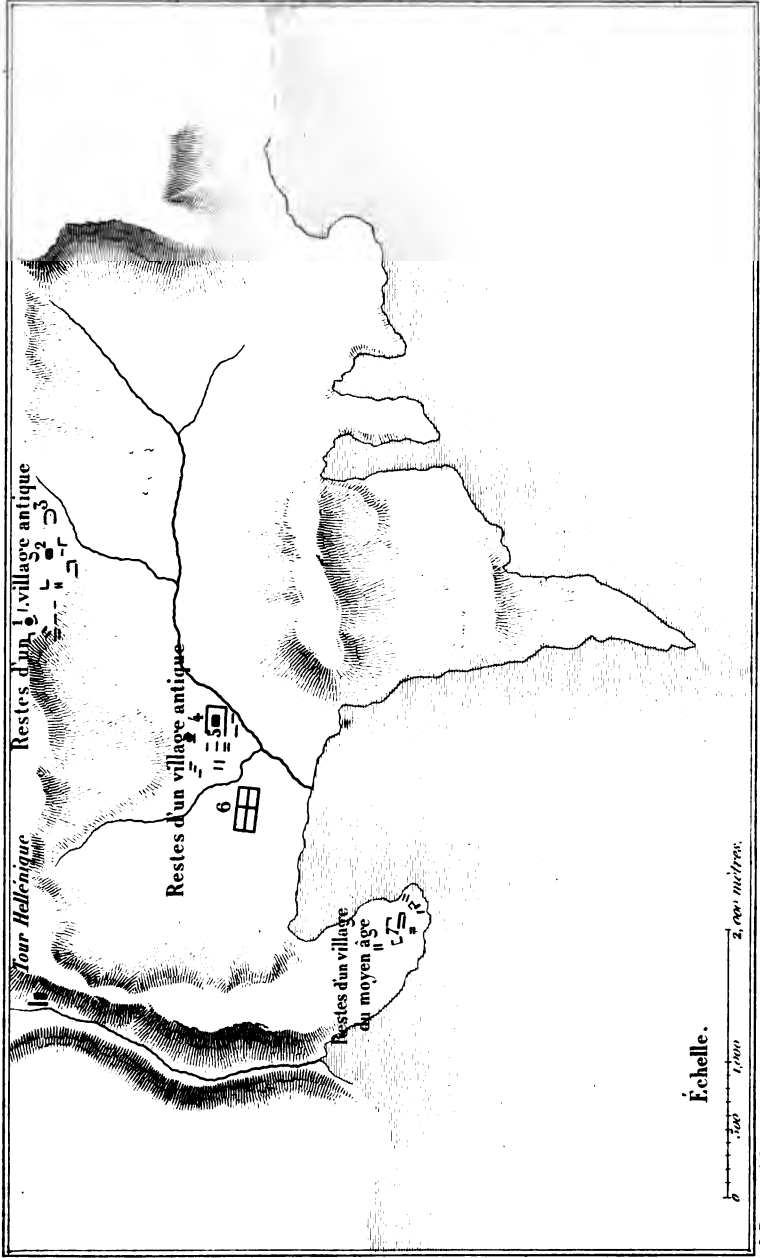 Tour Hellénique
Restes d'un village antique
1
2
3
Restes d'un village antique
4
5
6
Restes d'un village
du moyen âge
Échelle.
0
500
1,000
2,000 mètres.